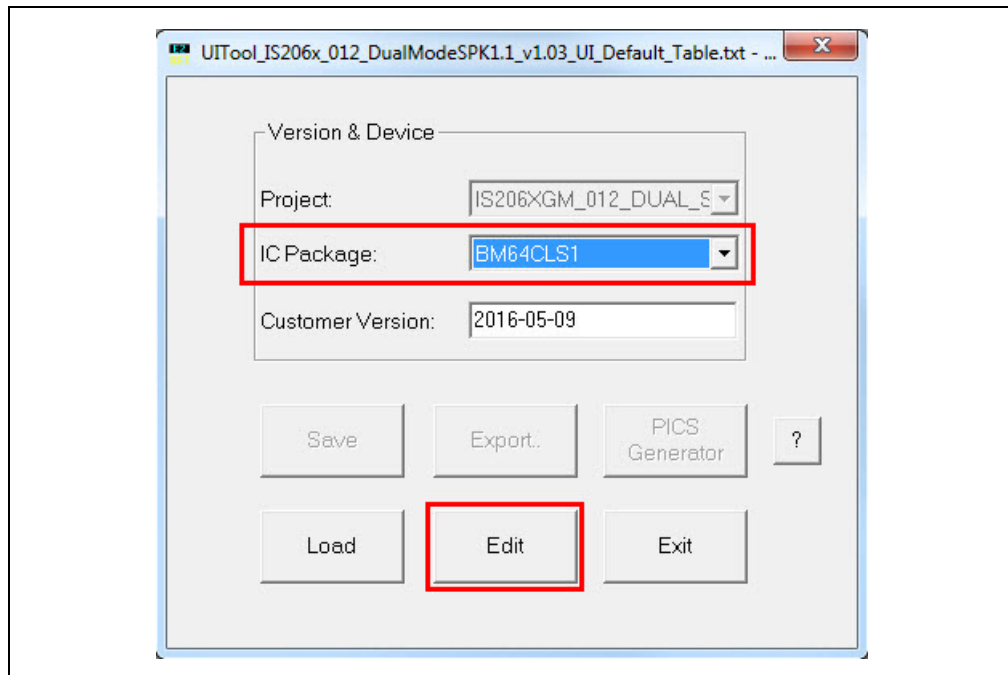 UITool_IS206x_012_DualModeSPK1.1_v1.03_UI_Default_Table.txt - ...
Version & Device
Project: IS206XGM_012_DUAL_S
IC Package: BM64CLS1
Customer Version: 2016-05-09
Save Export.. PICS
Generator ?
Load Edit Exit